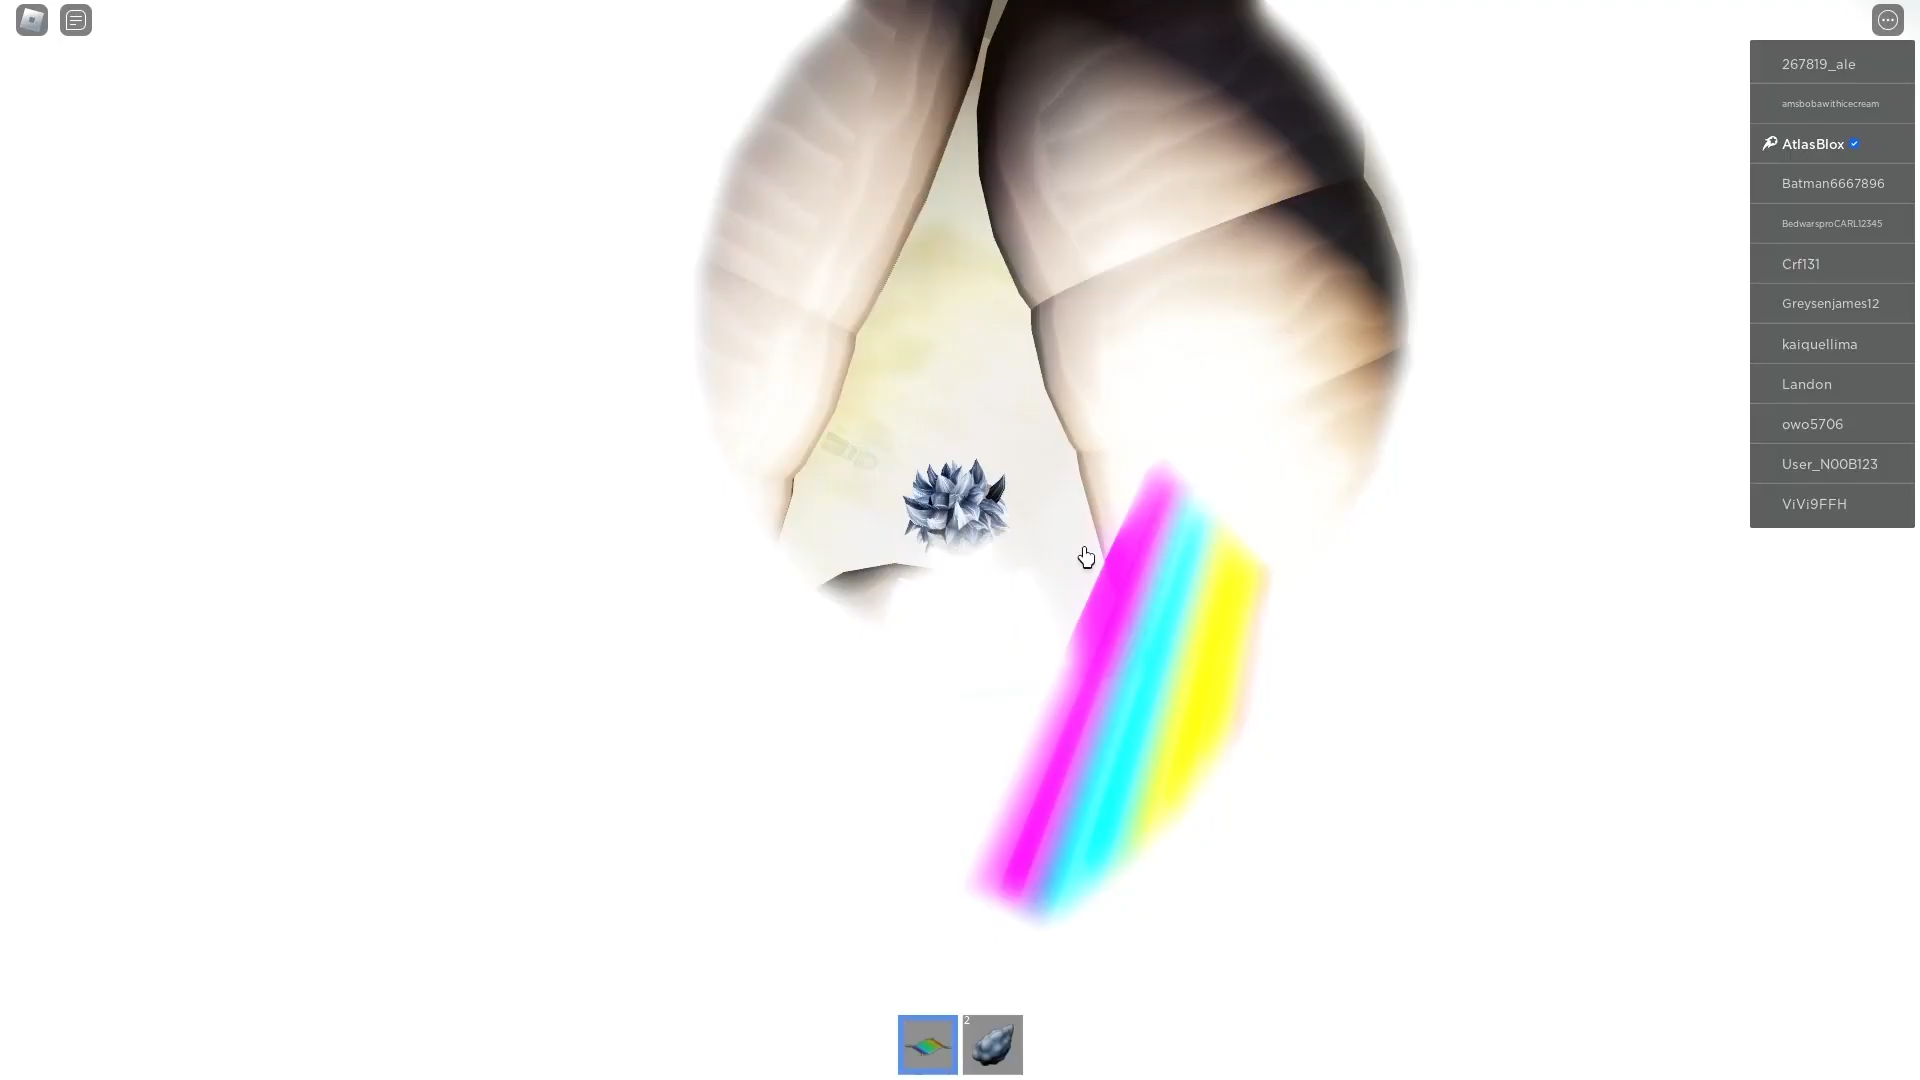 267819_ale
amsbobawithicecream
AtlasBlox
Batman6667896
BedwarsproCARL12345
Crf131
Greysenjames12
kaiquellima
Landon
owo5706
User_N00B123
ViVi9FFH
2